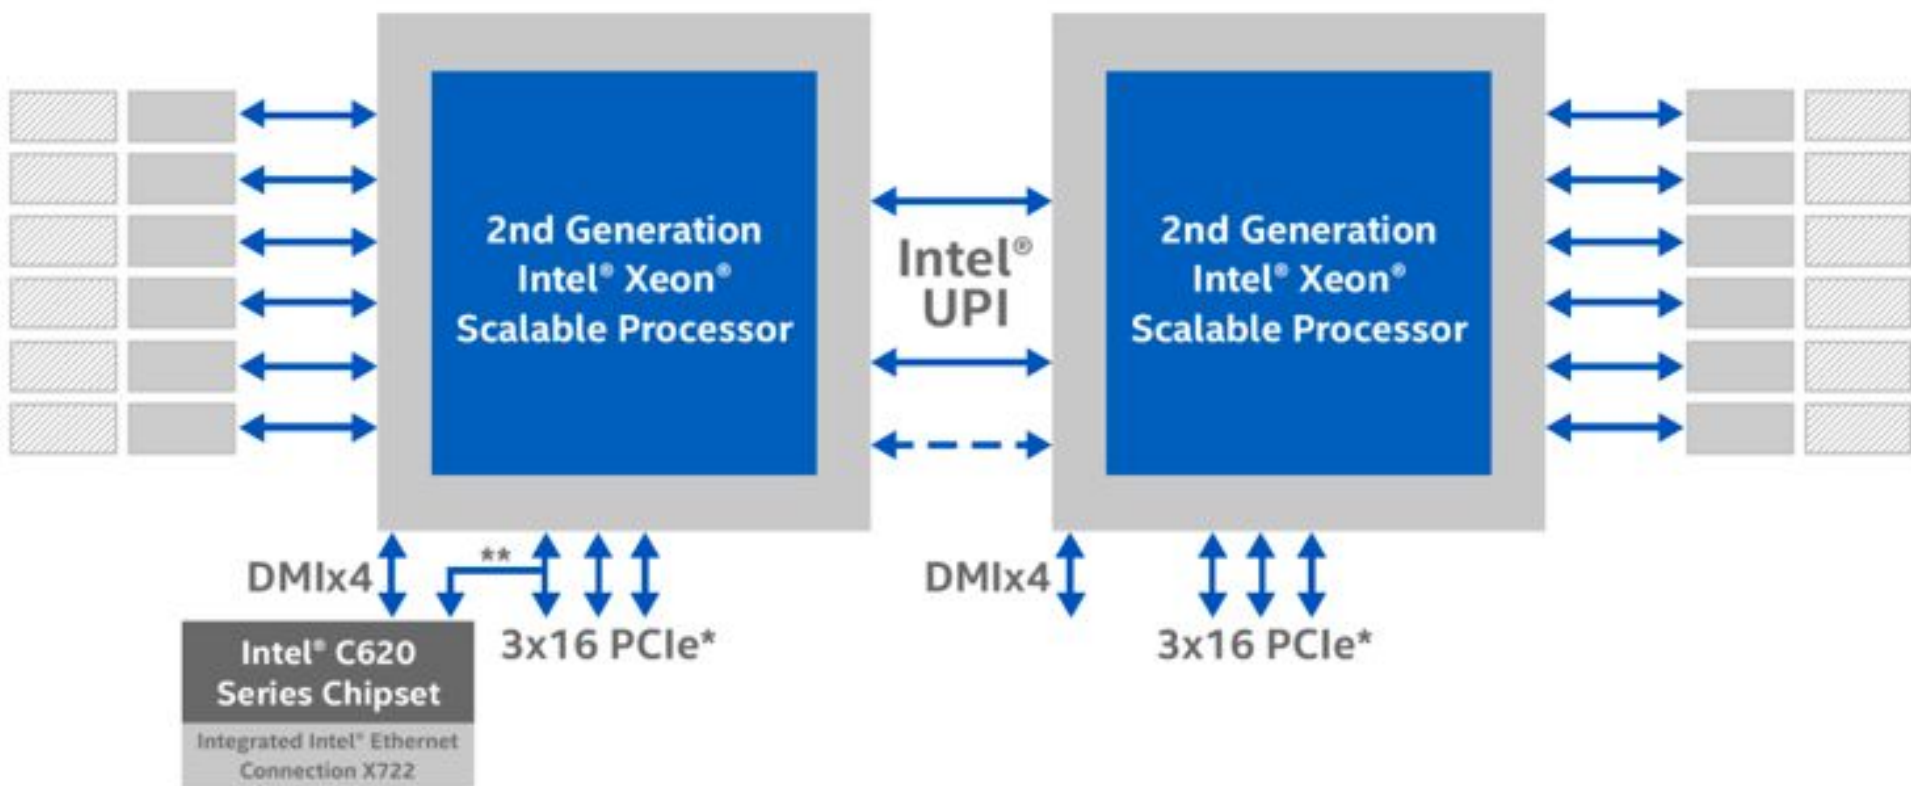 2nd Generation
Intel® Xeon®
Scalable Processor
Intel®
UPI
2nd Generation
Intel® Xeon®
Scalable Processor
DMIx4
**
3x16 PCIe*
DMIx4
3x16 PCIe*
Intel® C620
Series Chipset
Integrated Intel® Ethernet
Connection X722